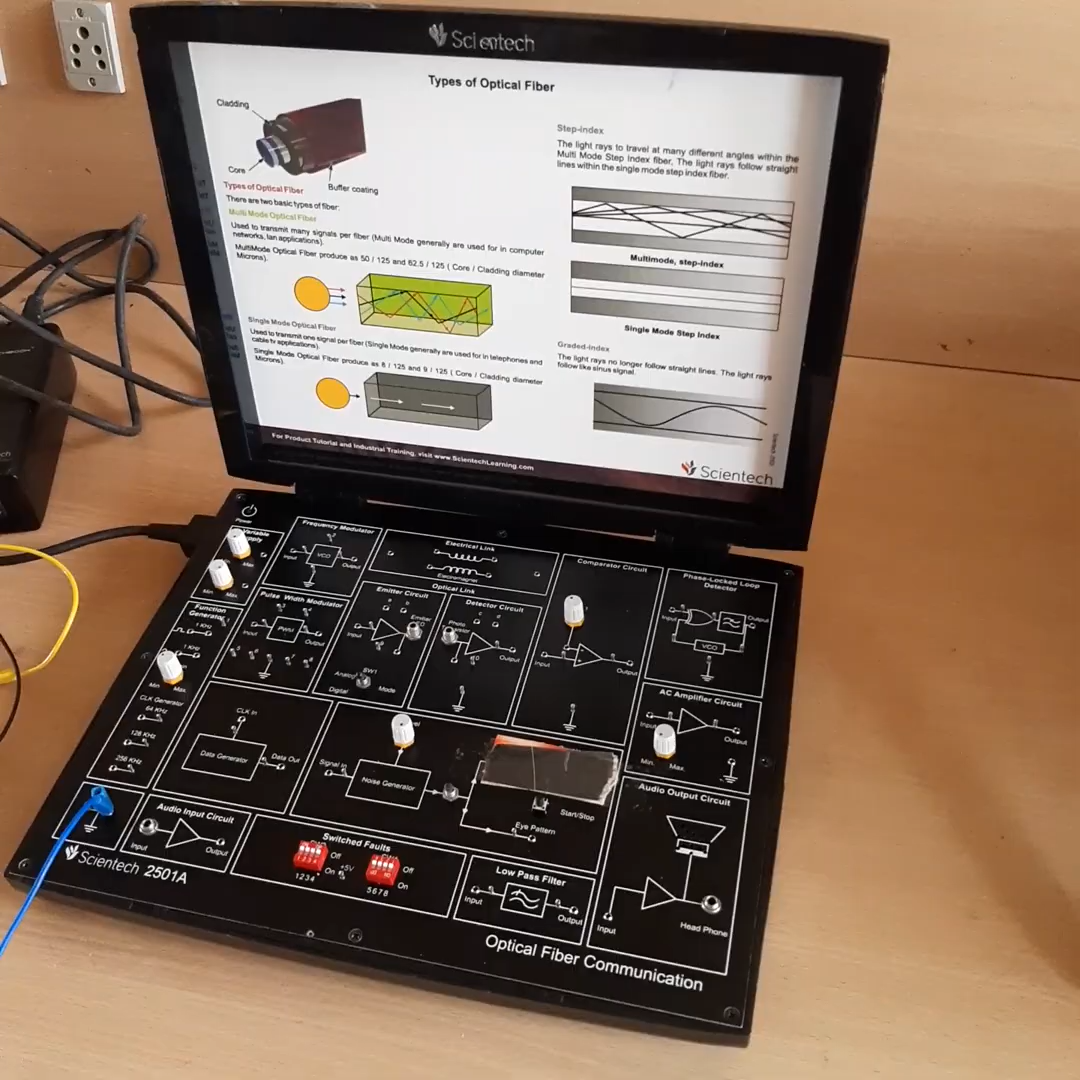 Scientech
Types of Optical Fiber
Cladding
Core
Buffer coating
Types of Optical Fiber
There are two basic types of fiber:
Multi Mode Optical Fiber
Used to transmit many signals per fiber (Multi Mode generally are used for in computer
networks, lan applications).
MultiMode Optical Fiber produce as 50 / 125 and 62.5 / 125 ( Core / Cladding diameter
Microns).
Single Mode Optical Fiber
Used to transmit one signal per fiber (Single Mode generally are used for in telephones and
cable tv applications).
Single Mode Optical Fiber produce as 8 / 125 and 9 / 125 ( Core / Cladding diameter
Microns).
Step-index
The light rays to travel at many different angles within the
Multi Mode Step Index fiber. The light rays follow straight
lines within the single mode step index fiber.
Multimode, step-index
Single Mode Step Index
Graded-Index
The light rays no longer follow straight lines. The light rays
follow like sinus signal.
For Product Tutorial and Industrial Training, visit www.ScientechLearning.com
Scientech
Power
Variable
Max
Min
Max
Frequency Modulator
Input
VCO
Output
Electrical Link
Electromagnet
Optical Link
Emitter Circuit
Emitter
Input
SW1
Analog
Digital
Mode
Detector Circuit
Photo
Output
Comparator Circuit
Input
Output
Phase-Locked Loop
Detector
Input
Output
VCO
Function
Generator
1 KHz
1 KHz
Min
Max
CLK Generator
64 KHz
128 KHz
256 KHz
Pulse Width Modulator
Input
PWM
Output
AC Amplifier Circuit
Input
Output
Min.
Max.
CLK In
Data Generator
Data Out
Signal In
Noise Generator
Start/Stop
Eye Pattern
Audio Output Circuit
Input
Head Phone
Audio Input Circuit
Input
Output
Switched Faults
Off
On
+5V
1234
Off
On
5678
Low Pass Filter
Input
Output
Scientech 2501A
Optical Fiber Communication